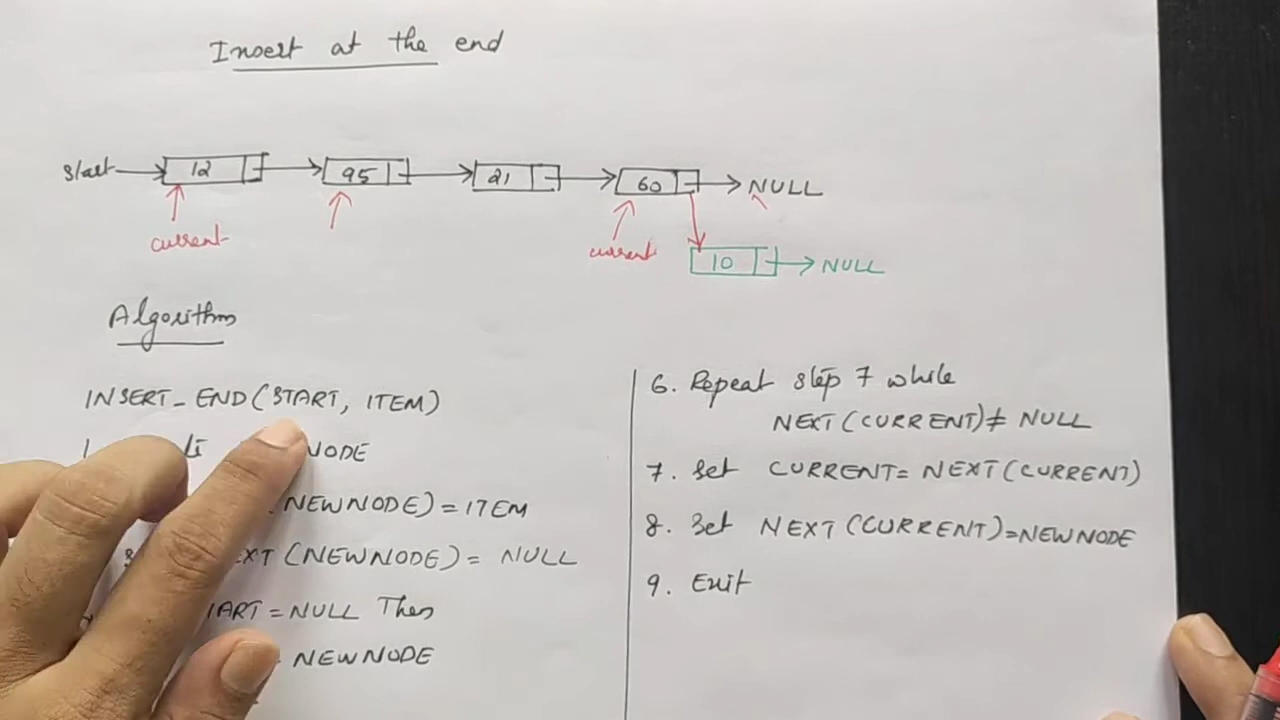 Insert at the end
Start 12 95 21 60 NULL
current current
10 NULL
Algorithm
INSERT_END(START, ITEM)
NODE
NEWNODE) = ITEM
(NEWNODE) = NULL
= NULL Then
NEWNODE
6. Repeat step 7 while
NEXT(CURRENT) ≠ NULL
7. Set CURRENT = NEXT(CURRENT)
8. Set NEXT(CURRENT)=NEWNODE
9. Exit